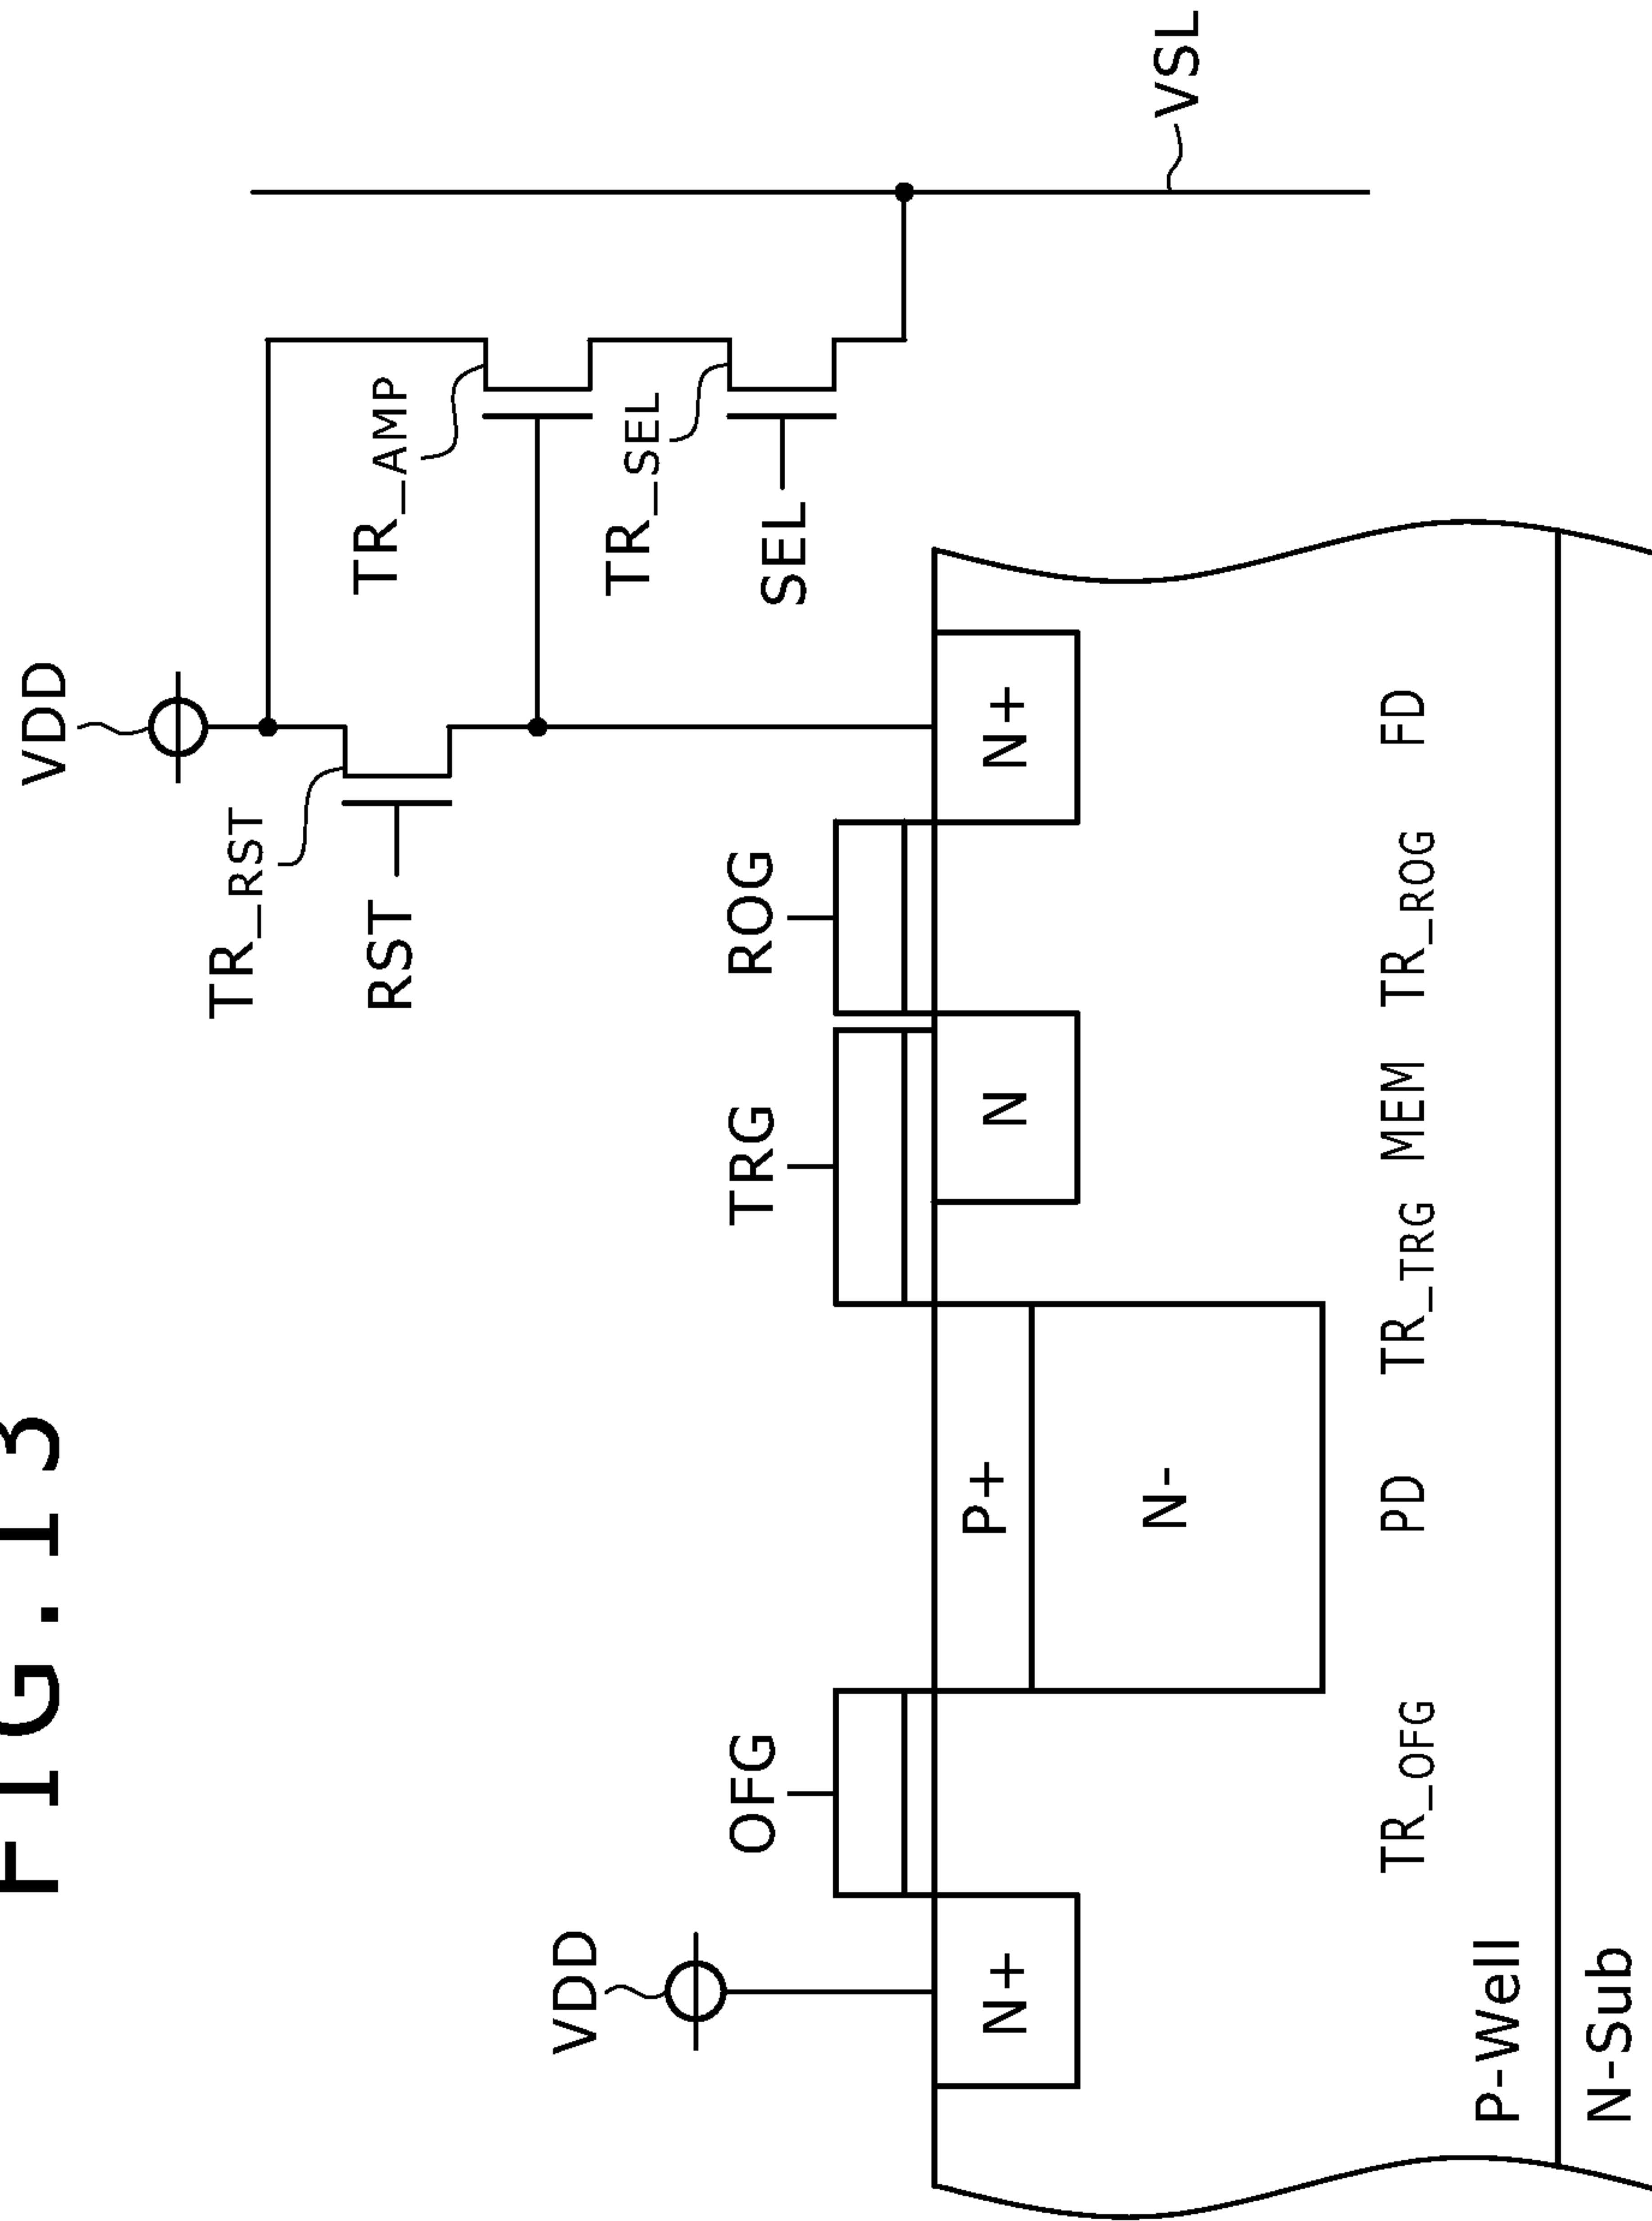 FIG.13
VDD
TR_RST
RST
TR_AMP
TR_SEL
SEL
VSL
VDD
OFG
TRG
ROG
N+
P+
N-
N
N+
TR_OFG
PD
TR_TRG
MEM
TR_ROG
FD
P-Well
N-Sub